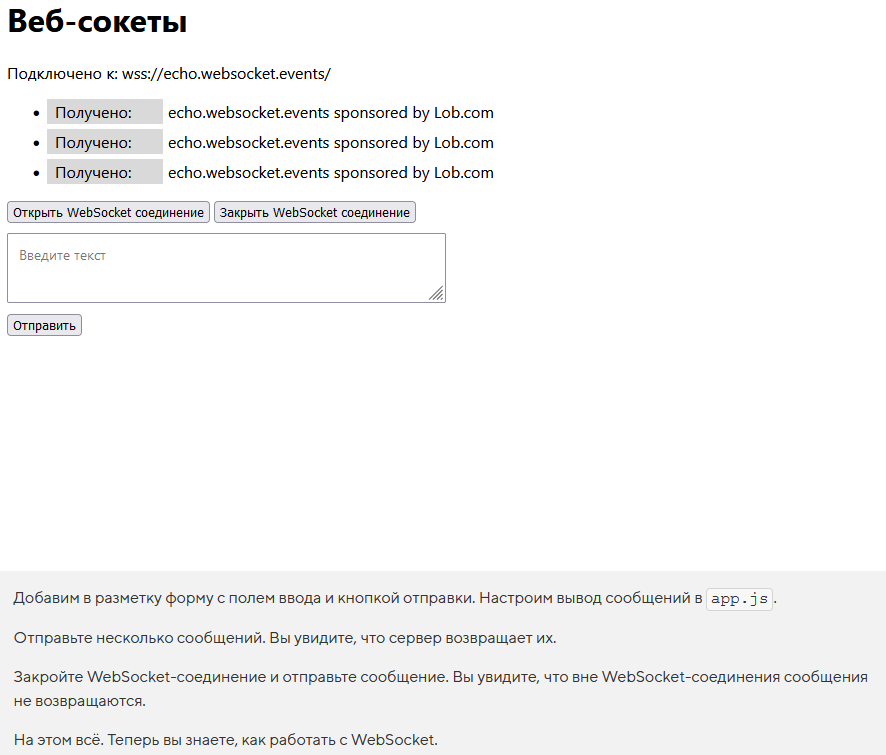 Веб-сокеты
Подключено к: wss://echo.websocket.events/
Получено: echo.websocket.events sponsored by Lob.com
Получено: echo.websocket.events sponsored by Lob.com
Получено: echo.websocket.events sponsored by Lob.com
Открыть WebSocket соединение Закрыть WebSocket соединение
Введите текст
Отправить
Добавим в разметку форму с полем ввода и кнопкой отправки. Настроим вывод сообщений в app.js.
Отправьте несколько сообщений. Вы увидите, что сервер возвращает их.
Закройте WebSocket-соединение и отправьте сообщение. Вы увидите, что вне WebSocket-соединения сообщения
не возвращаются.
На этом всё. Теперь вы знаете, как работать с WebSocket.